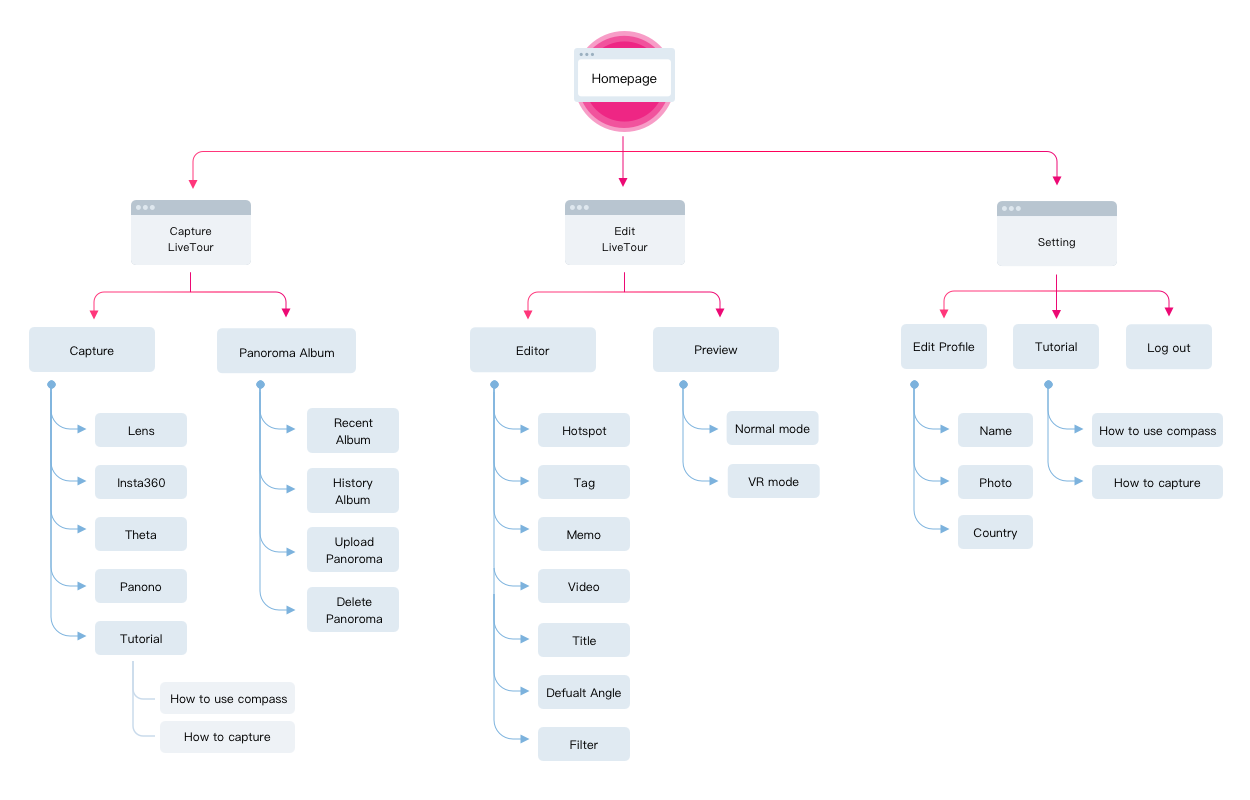 Homepage
Capture
LiveTour
Edit
LiveTour
Setting
Capture
Panoroma Album
Editor
Preview
Edit Profile
Tutorial
Log out
Lens
Insta360
Theta
Panono
Tutorial
How to use compass
How to capture
Recent
Album
History
Album
Upload
Panoroma
Delete
Panoroma
Hotspot
Tag
Memo
Video
Title
Defualt Angle
Filter
Normal mode
VR mode
Name
Photo
Country
How to use compass
How to capture